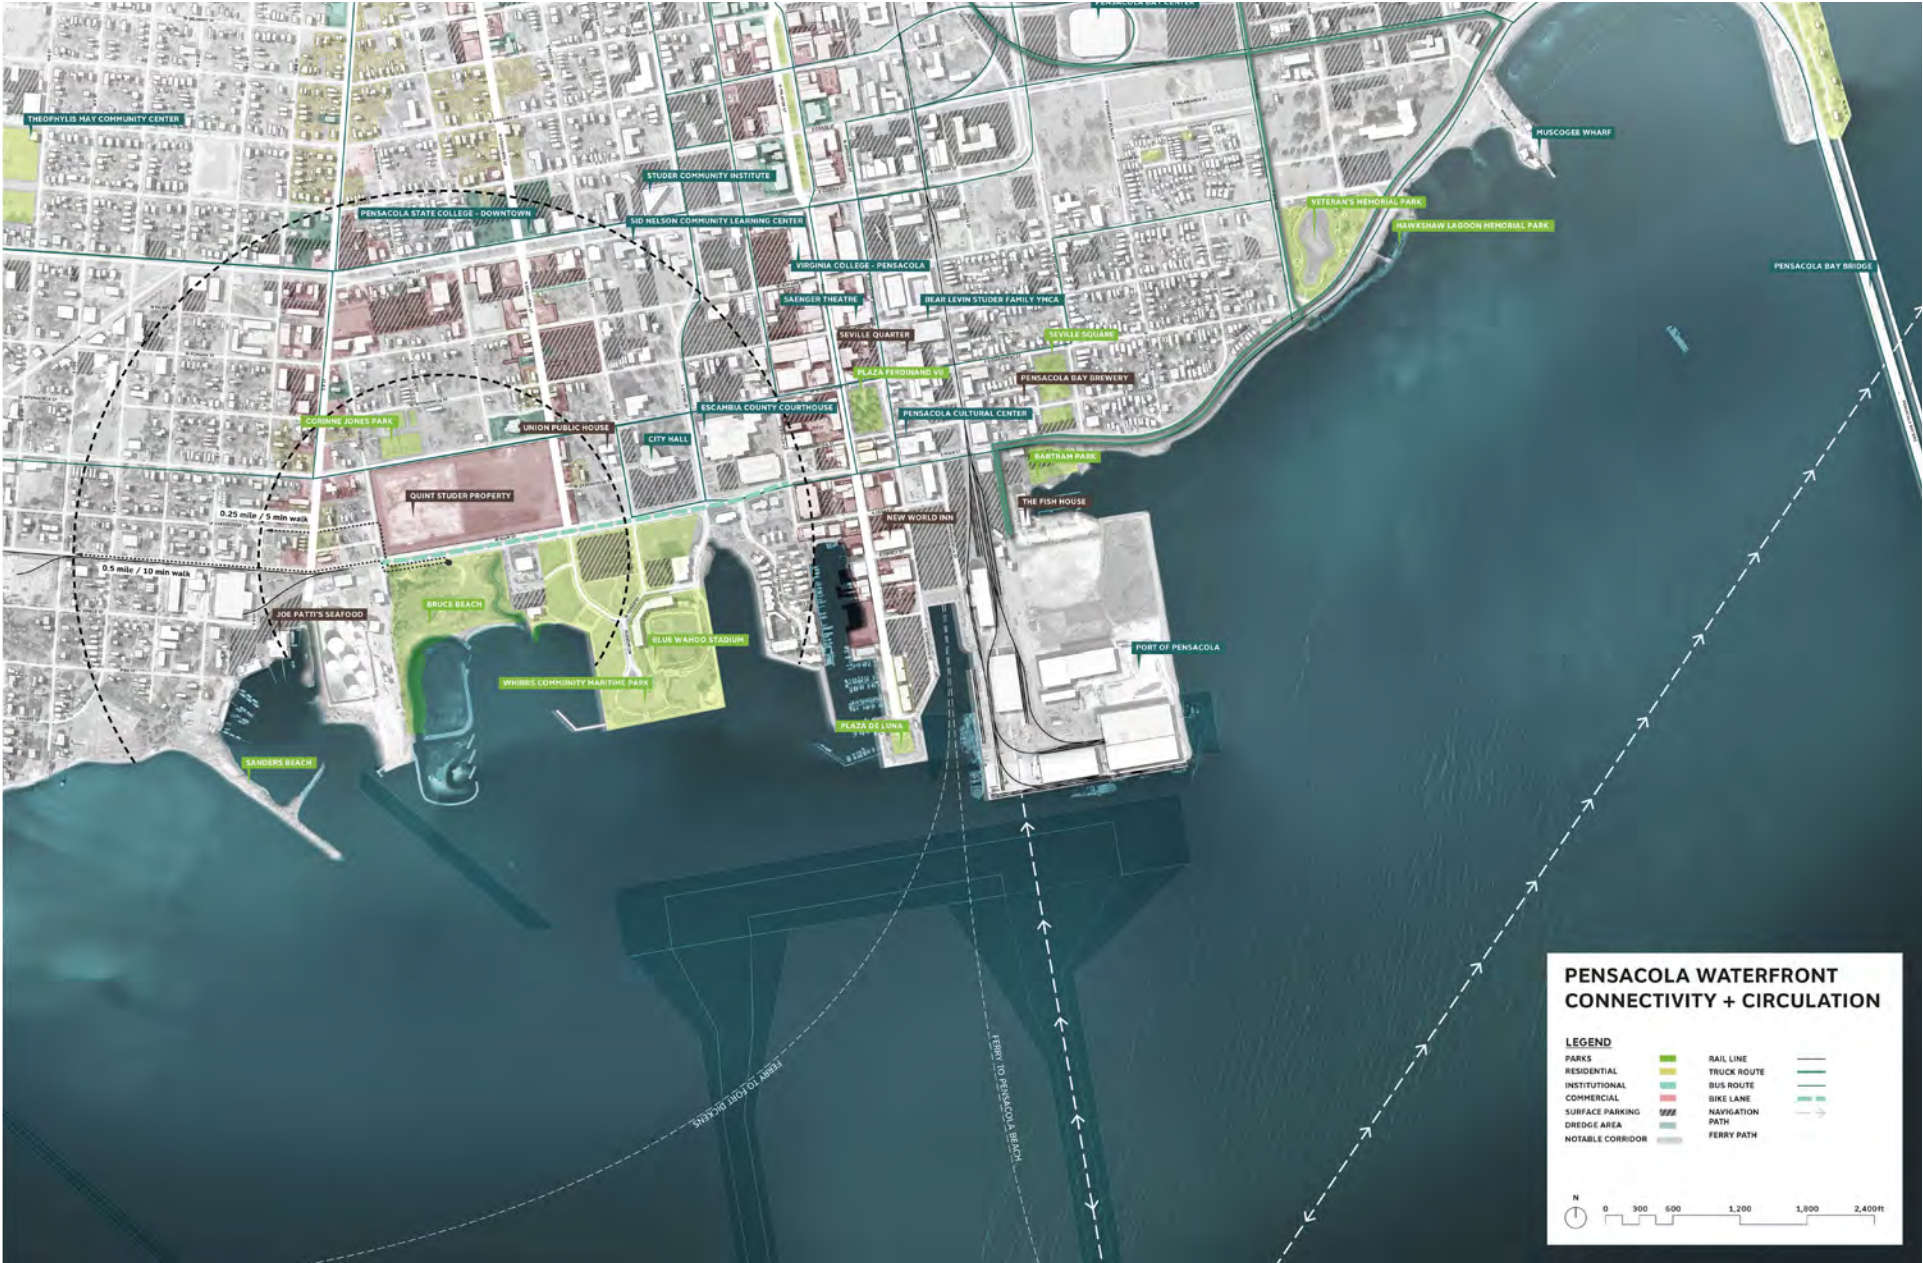 PENSACOLA BAY CENTER
THEOPHYLIS MAY COMMUNITY CENTER
MUSCOGEE WHARF
STUDER COMMUNITY INSTITUTE
VETERAN'S MEMORIAL PARK
PENSACOLA STATE COLLEGE - DOWNTOWN
SID NELSON COMMUNITY LEARNING CENTER
HAWKSHAW LAGOON MEMORIAL PARK
VIRGINIA COLLEGE - PENSACOLA
PENSACOLA BAY BRIDGE
SAENGER THEATRE
BEAR LEVIN STUDER FAMILY YMCA
SEVILLE QUARTER
SEVILLE SQUARE
PLAZA FERDINAND VII
PENSACOLA BAY BREWERY
ESCAMBIA COUNTY COURTHOUSE
PENSACOLA CULTURAL CENTER
CORINNE JONES PARK
UNION PUBLIC HOUSE
CITY HALL
BARTRAM PARK
QUINT STUDER PROPERTY
THE FISH HOUSE
0.25 mile / 5 min walk
NEW WORLD INN
0.5 mile / 10 min walk
BRUCE BEACH
JOE PATTI'S SEAFOOD
BLUE WAHOO STADIUM
PORT OF PENSACOLA
WHIBBS COMMUNITY MARITIME PARK
PLAZA DE LUNA
SANDERS BEACH
FERRY TO FORT DICKENS
FERRY TO PENSACOLA BEACH
PENSACOLA WATERFRONT
CONNECTIVITY + CIRCULATION
LEGEND
PARKS
RESIDENTIAL
INSTITUTIONAL
COMMERCIAL
SURFACE PARKING
DREDGE AREA
NOTABLE CORRIDOR
RAIL LINE
TRUCK ROUTE
BUS ROUTE
BIKE LANE
NAVIGATION
PATH
FERRY PATH
N
0 300 600 1,200 1,800 2,400ft